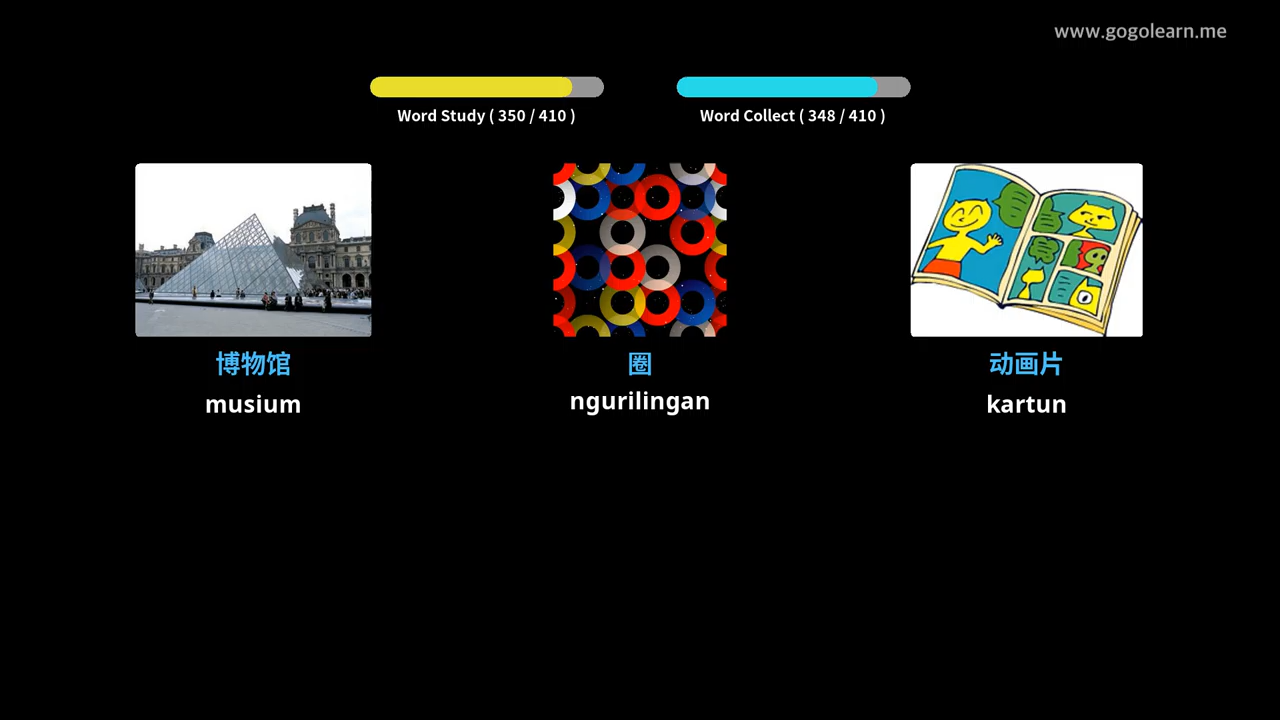 www.gogolearn.me
Word Study ( 350 / 410 )
Word Collect ( 348 / 410 )
博物馆
musium
圈
ngurilingan
动画片
kartun